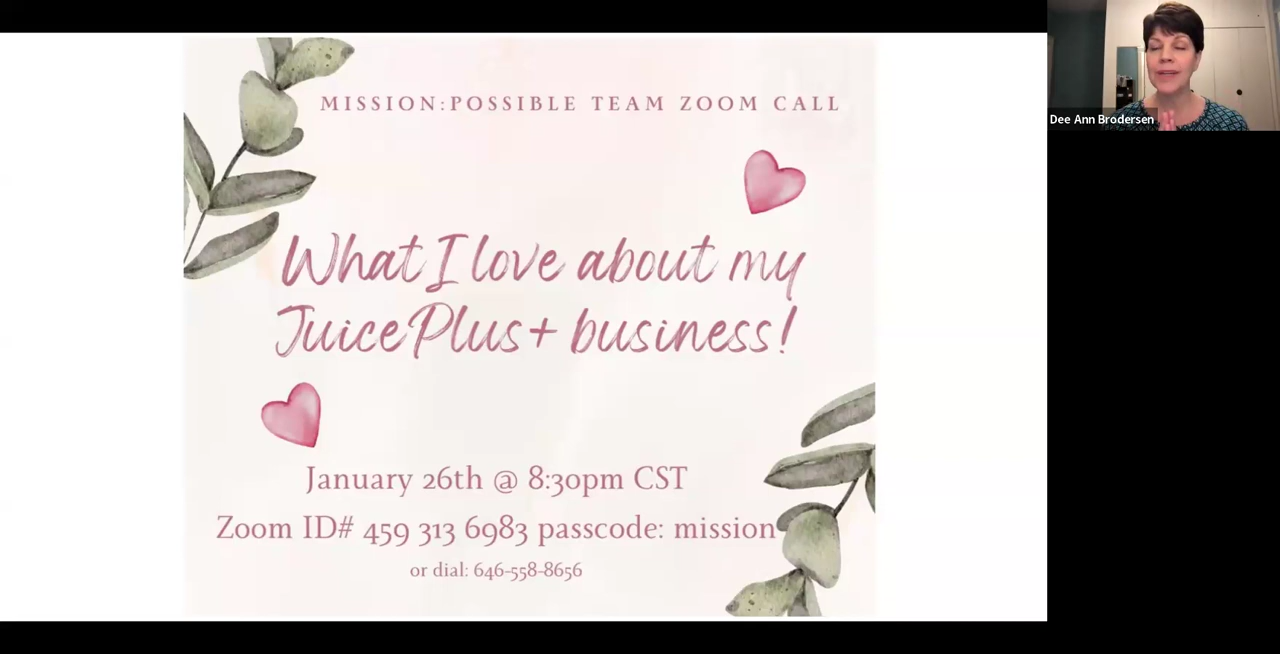 MISSION:POSSIBLE TEAM ZOOM CALL
What I love about my
JuicePlus+ business!
January 26th @ 8:30pm CST
Zoom ID# 459 313 6983 passcode: mission
or dial: 646-558-8656
Dee Ann Brodersen